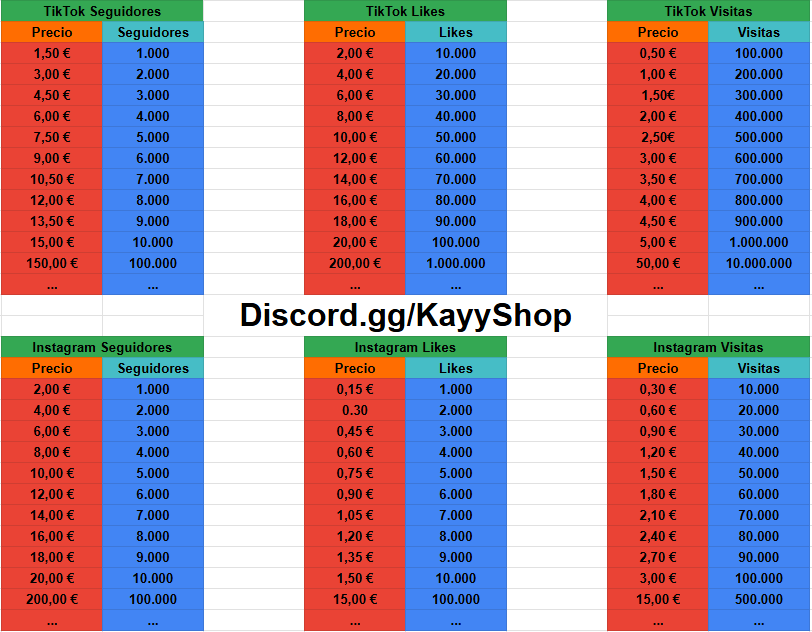 TikTok Seguidores TikTok Likes TikTok Visitas
Precio Seguidores Precio Likes Precio Visitas
1,50 € 1.000 2,00 € 10.000 0,50 € 100.000
3,00 € 2.000 4,00 € 20.000 1,00 € 200.000
4,50 € 3.000 6,00 € 30.000 1,50€ 300.000
6,00 € 4.000 8,00 € 40.000 2,00 € 400.000
7,50 € 5.000 10,00 € 50.000 2,50€ 500.000
9,00 € 6.000 12,00 € 60.000 3,00 € 600.000
10,50 € 7.000 14,00 € 70.000 3,50 € 700.000
12,00 € 8.000 16,00 € 80.000 4,00 € 800.000
13,50 € 9.000 18,00 € 90.000 4,50 € 900.000
15,00 € 10.000 20,00 € 100.000 5,00 € 1.000.000
150,00 € 100.000 200,00 € 1.000.000 50,00 € 10.000.000
... ... ... ... ... ...
Discord.gg/KayyShop
Instagram Seguidores Instagram Likes Instagram Visitas
Precio Seguidores Precio Likes Precio Visitas
2,00 € 1.000 0,15 € 1.000 0,30 € 10.000
4,00 € 2.000 0.30 2.000 0,60 € 20.000
6,00 € 3.000 0,45 € 3.000 0,90 € 30.000
8,00 € 4.000 0,60 € 4.000 1,20 € 40.000
10,00 € 5.000 0,75 € 5.000 1,50 € 50.000
12,00 € 6.000 0,90 € 6.000 1,80 € 60.000
14,00 € 7.000 1,05 € 7.000 2,10 € 70.000
16,00 € 8.000 1,20 € 8.000 2,40 € 80.000
18,00 € 9.000 1,35 € 9.000 2,70 € 90.000
20,00 € 10.000 1,50 € 10.000 3,00 € 100.000
200,00 € 100.000 15,00 € 100.000 15,00 € 500.000
... ... ... ... ... ...